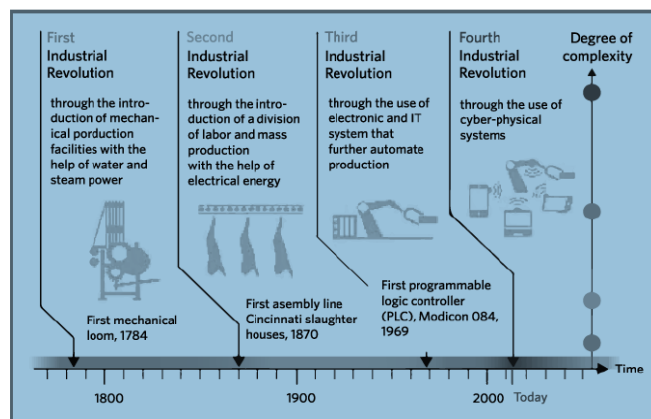 First
Industrial
Revolution
through the intro-
duction of mechan-
ical porduction
facilities with the
help of water and
steam power
First mechanical
loom, 1784
Second
Industrial
Revolution
through the intro-
duction of a division
of labor and mass
production
with the help of
electrical energy
First asembly line
Cincinnati slaughter
houses, 1870
Third
Industrial
Revolution
through the use of
electronic and IT
system that
further automate
production
First programmable
logic controller
(PLC), Modicon 084,
1969
Fourth
Industrial
Revolution
through the use of
cyber-physical
systems
Degree of
complexity
Time
1800
1900
2000
Today